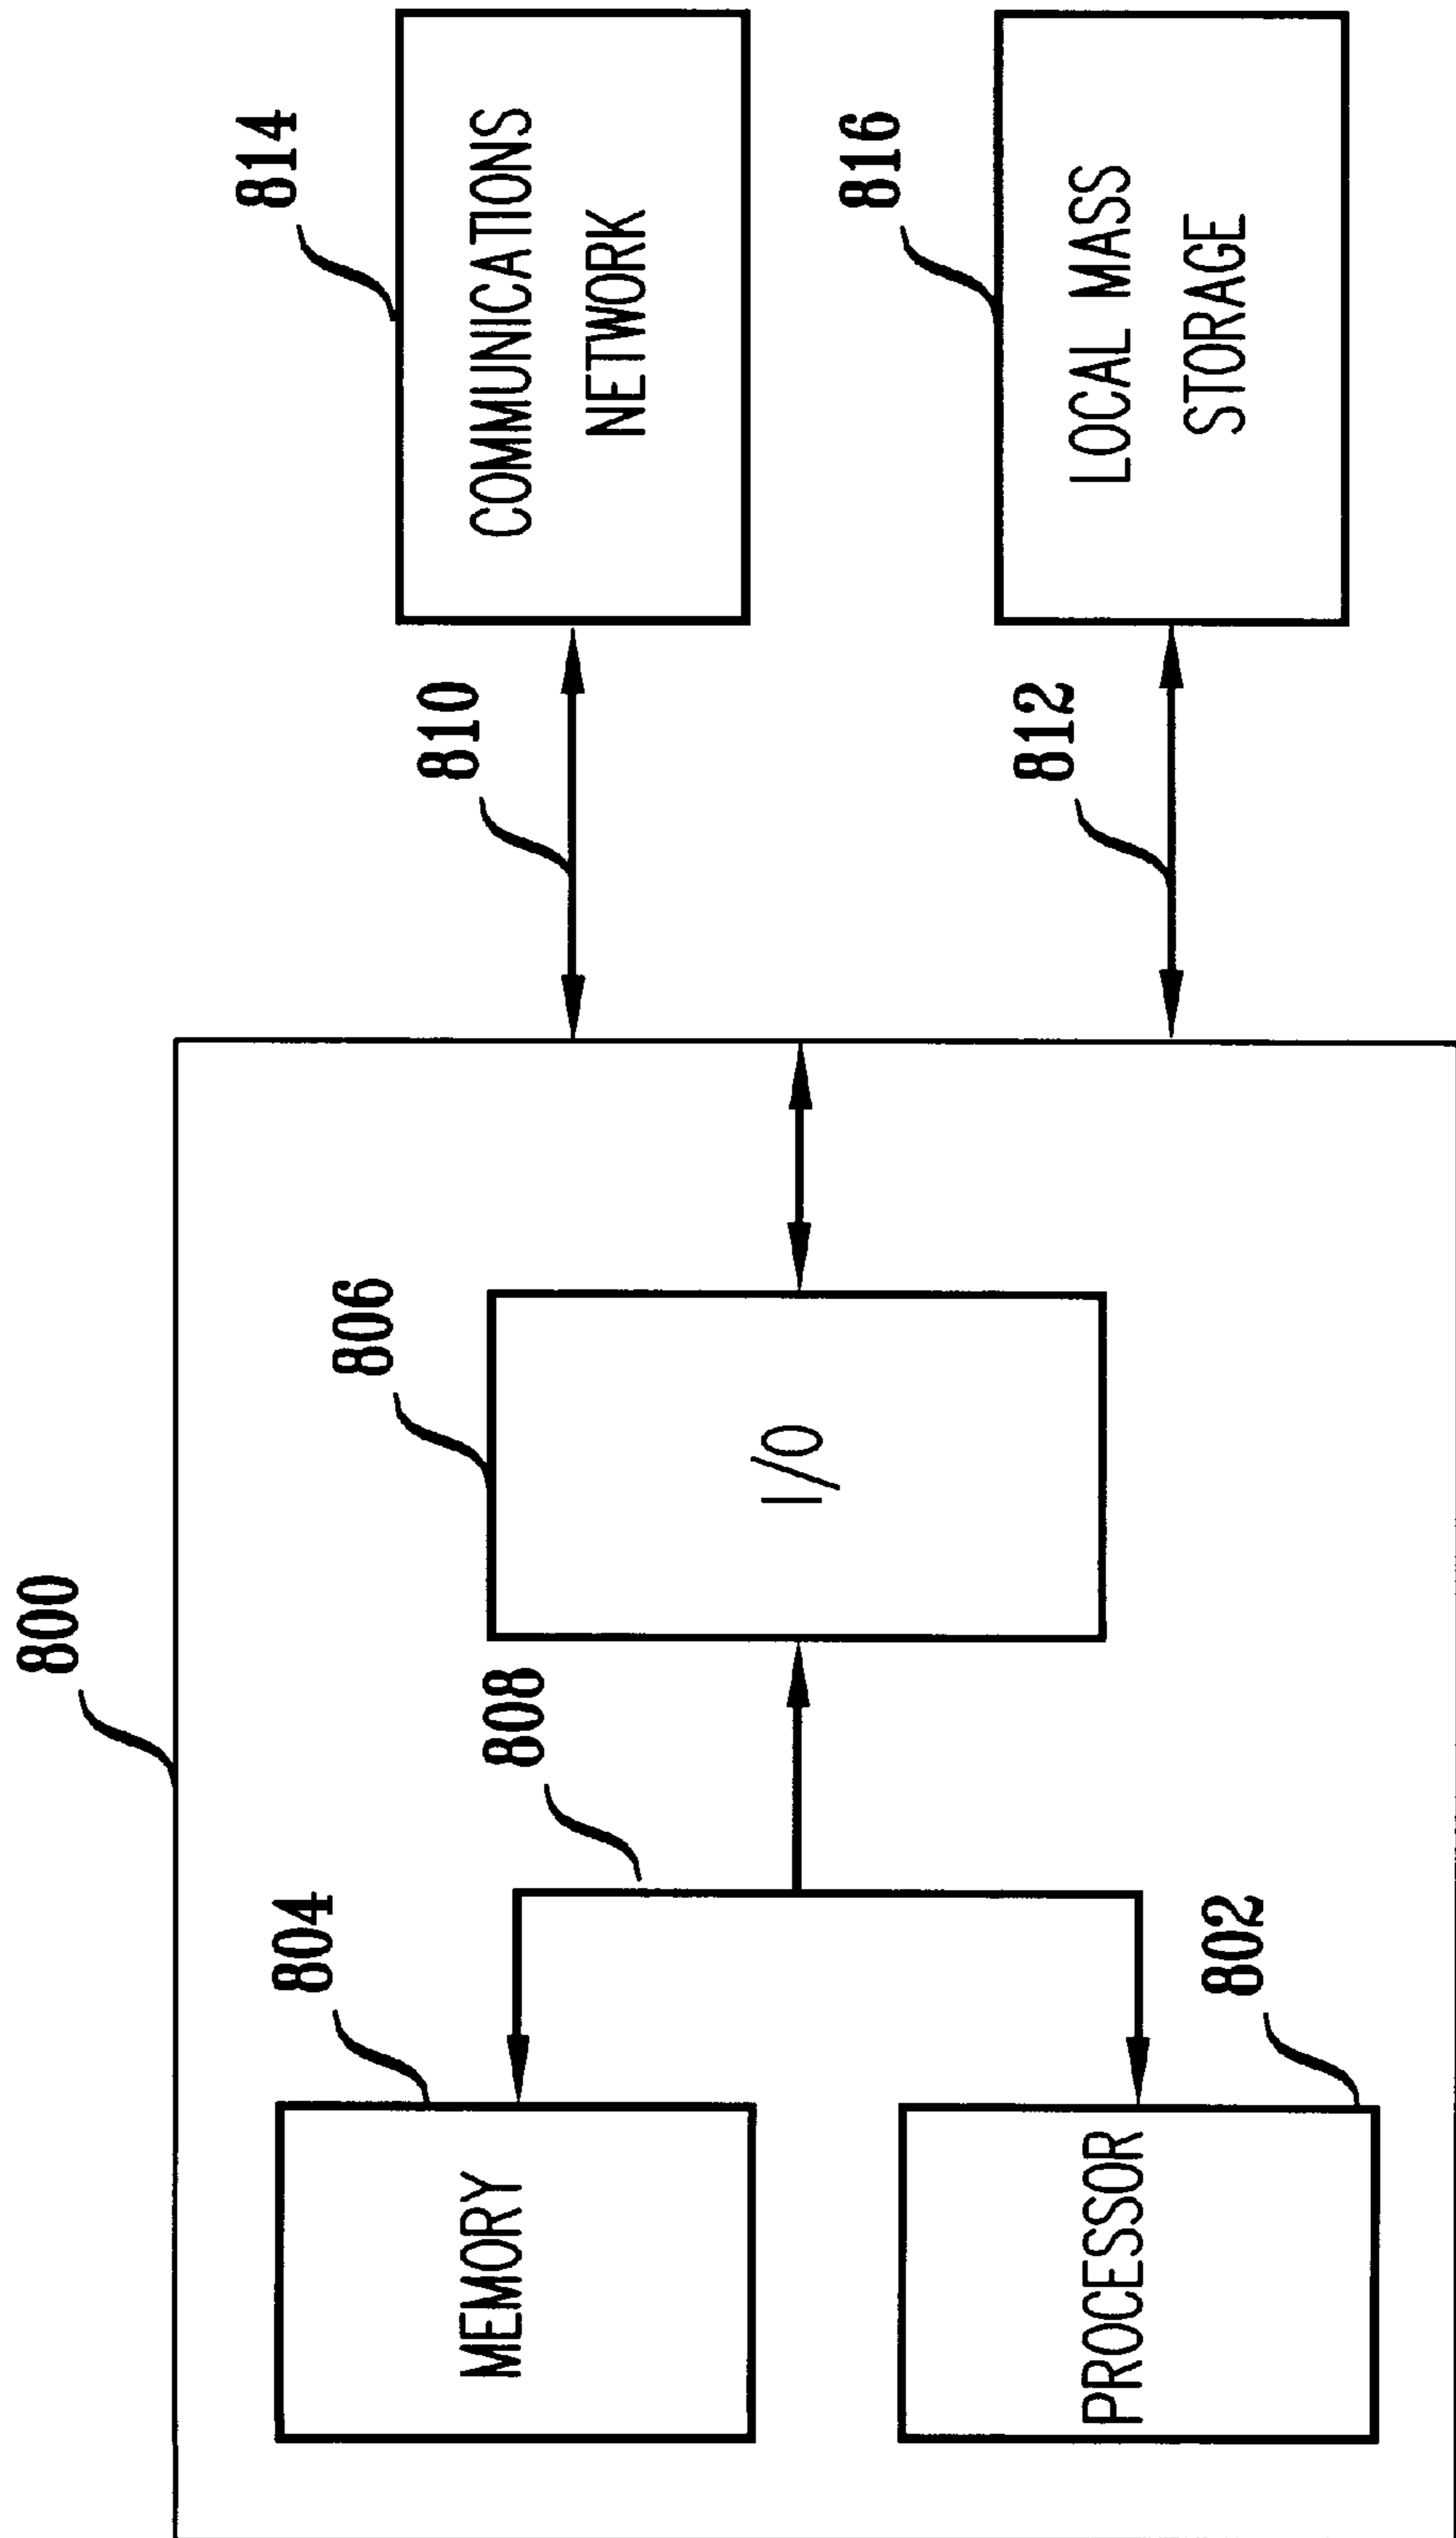 800
804
MEMORY
808
806
I/O
802
PROCESSOR
810
814
COMMUNICATIONS
NETWORK
812
816
LOCAL MASS
STORAGE